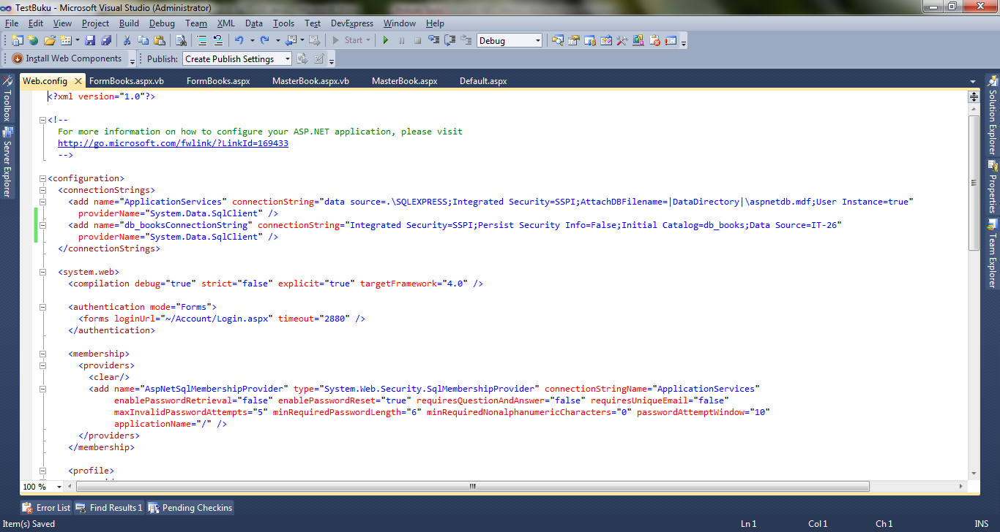 TestBuku - Microsoft Visual Studio (Administrator)
File Edit View Project Build Debug Team XML Data Tools Test DevExpress Window Help
Start Debug
Install Web Components Publish: Create Publish Settings
Web.config FormBooks.aspx.vb FormBooks.aspx MasterBook.aspx.vb MasterBook.aspx Default.aspx
Toolbox
Server Explorer
<?xml version="1.0"?>
<!--
For more information on how to configure your ASP.NET application, please visit
http://go.microsoft.com/fwlink/?LinkId=169433
-->
<configuration>
<connectionStrings>
<add name="ApplicationServices" connectionString="data source=.\SQLEXPRESS;Integrated Security=SSPI;AttachDBFilename=|DataDirectory|\aspnetdb.mdf;User Instance=true"
providerName="System.Data.SqlClient" />
<add name="db_booksConnectionString" connectionString="Integrated Security=SSPI;Persist Security Info=False;Initial Catalog=db_books;Data Source=IT-26"
providerName="System.Data.SqlClient" />
</connectionStrings>
<system.web>
<compilation debug="true" strict="false" explicit="true" targetFramework="4.0" />
<authentication mode="Forms">
<forms loginUrl="~/Account/Login.aspx" timeout="2880" />
</authentication>
<membership>
<providers>
<clear/>
<add name="AspNetSqlMembershipProvider" type="System.Web.Security.SqlMembershipProvider" connectionStringName="ApplicationServices"
enablePasswordRetrieval="false" enablePasswordReset="true" requiresQuestionAndAnswer="false" requiresUniqueEmail="false"
maxInvalidPasswordAttempts="5" minRequiredPasswordLength="6" minRequiredNonalphanumericCharacters="0" passwordAttemptWindow="10"
applicationName="/" />
</providers>
</membership>
<profile>
Solution Explorer
Properties
Team Explorer
100 %
Error List Find Results 1 Pending Checkins
Item(s) Saved Ln 1 Col 1 Ch 1 INS